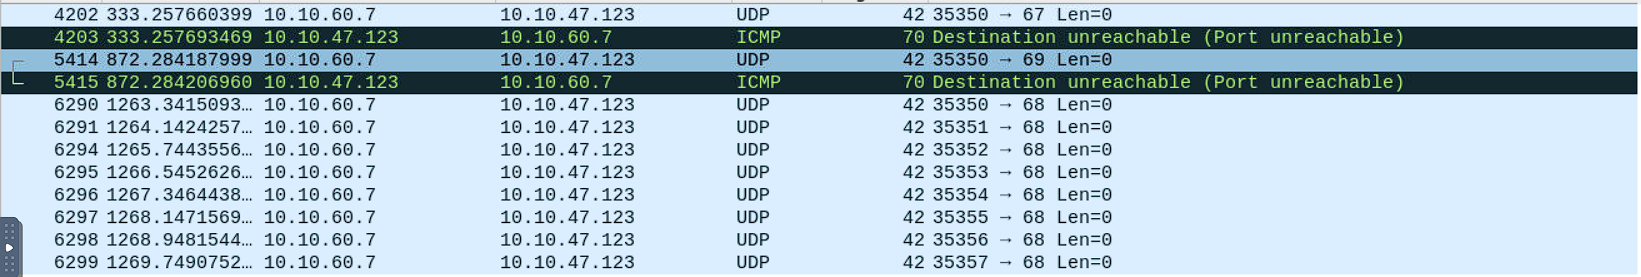 4202 333.257660399 10.10.60.7 10.10.47.123 UDP 42 35350 → 67 Len=0
4203 333.257693469 10.10.47.123 10.10.60.7 ICMP 70 Destination unreachable (Port unreachable)
5414 872.284187999 10.10.60.7 10.10.47.123 UDP 42 35350 → 69 Len=0
5415 872.284206960 10.10.47.123 10.10.60.7 ICMP 70 Destination unreachable (Port unreachable)
6290 1263.3415093… 10.10.60.7 10.10.47.123 UDP 42 35350 → 68 Len=0
6291 1264.1424257… 10.10.60.7 10.10.47.123 UDP 42 35351 → 68 Len=0
6294 1265.7443556… 10.10.60.7 10.10.47.123 UDP 42 35352 → 68 Len=0
6295 1266.5452626… 10.10.60.7 10.10.47.123 UDP 42 35353 → 68 Len=0
6296 1267.3464438… 10.10.60.7 10.10.47.123 UDP 42 35354 → 68 Len=0
6297 1268.1471569… 10.10.60.7 10.10.47.123 UDP 42 35355 → 68 Len=0
6298 1268.9481544… 10.10.60.7 10.10.47.123 UDP 42 35356 → 68 Len=0
6299 1269.7490752… 10.10.60.7 10.10.47.123 UDP 42 35357 → 68 Len=0